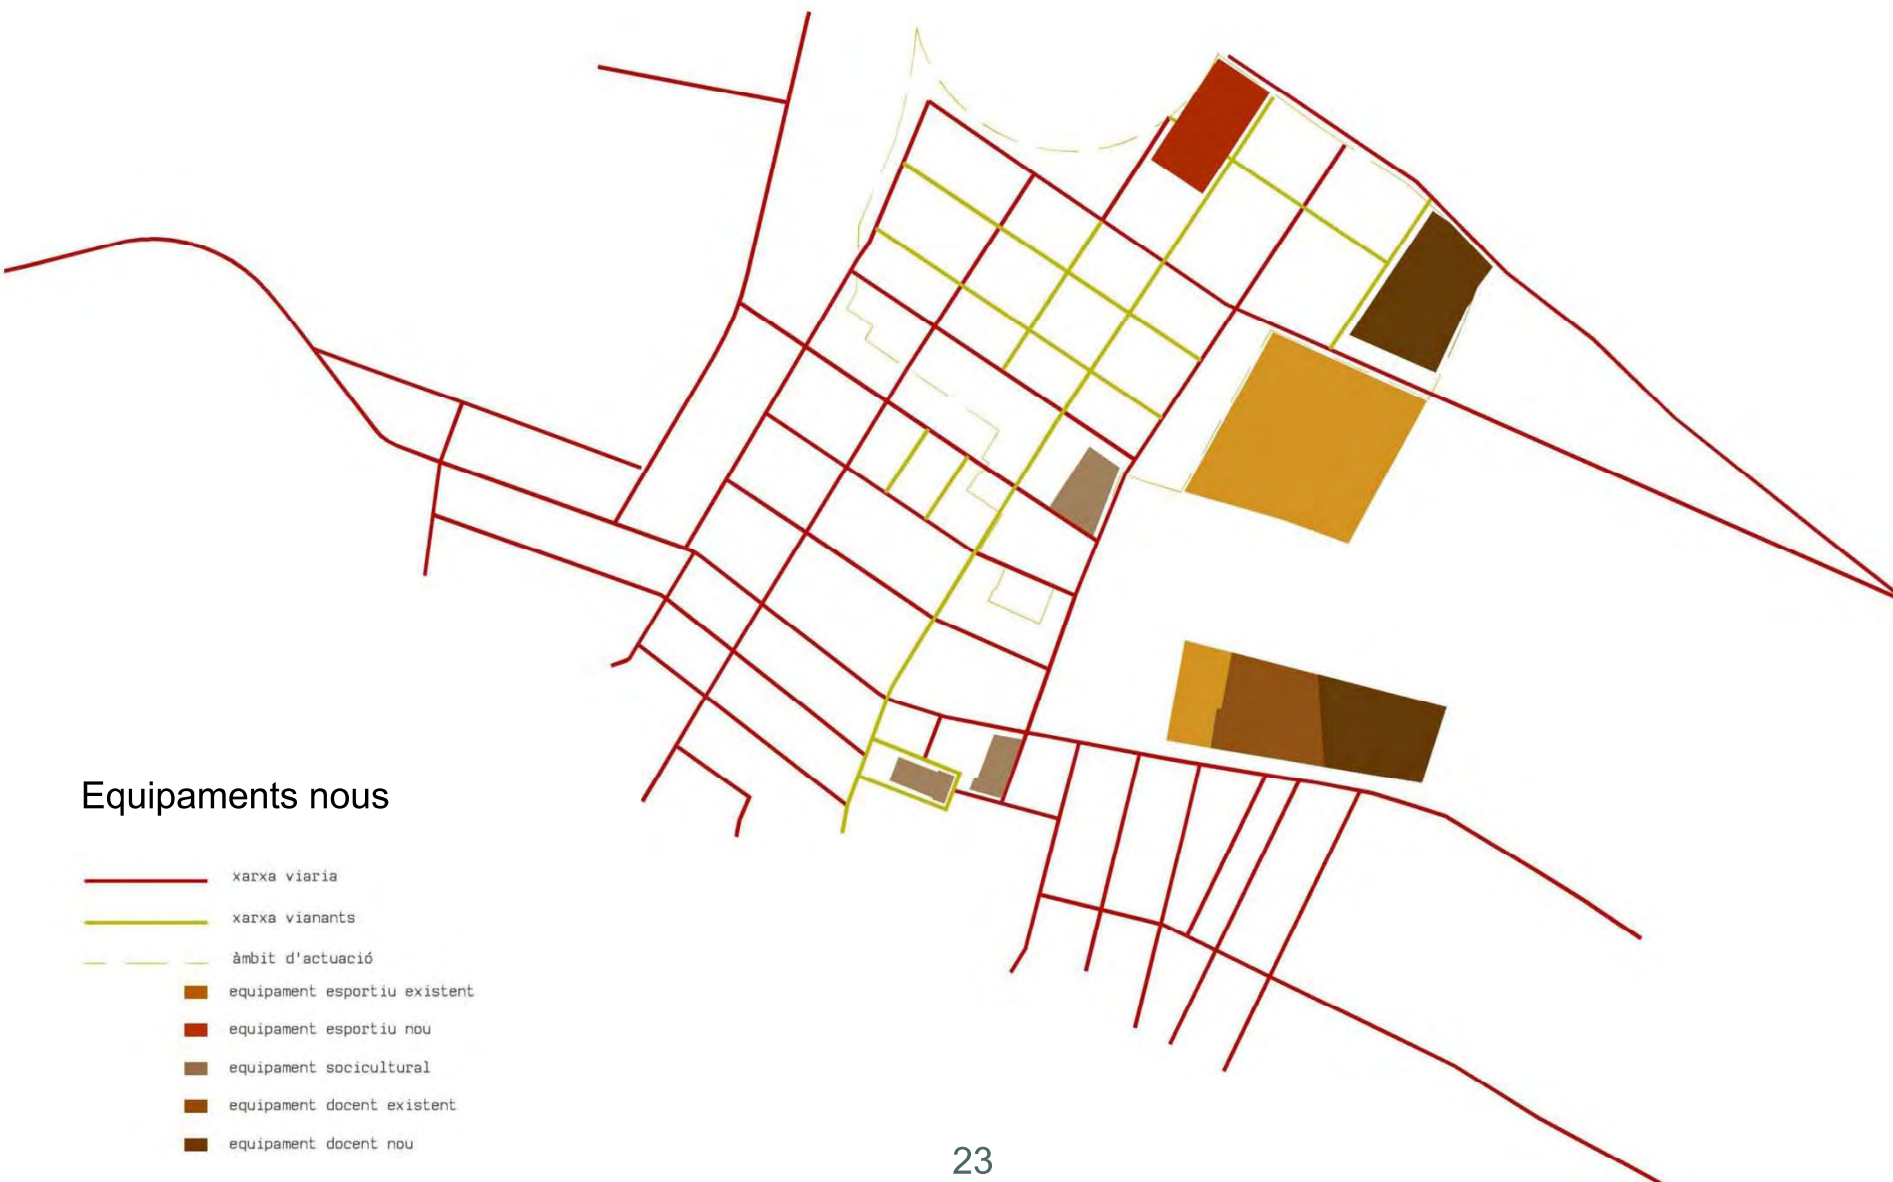 Equipaments nous
xarxa viaria
xarxa vianants
àmbit d'actuació
equipament esportiu existent
equipament esportiu nou
equipament socicultural
equipament docent existent
equipament docent nou
23